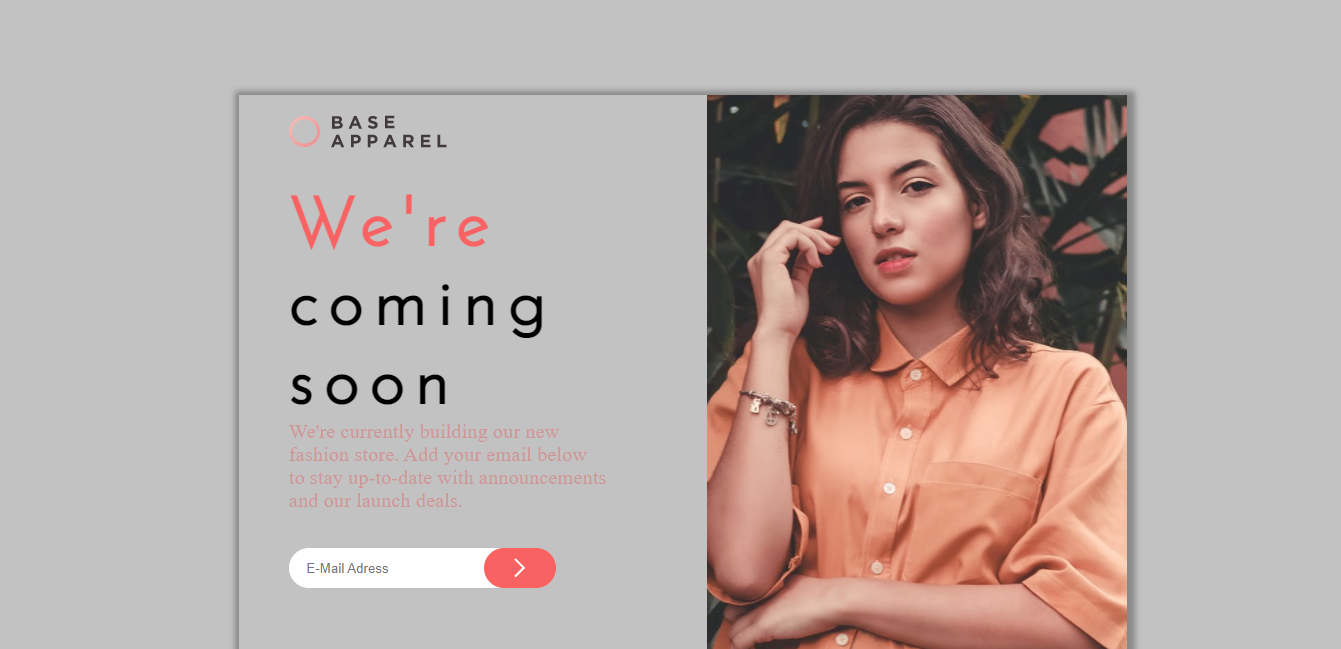 BASE
APPAREL
We're
coming
soon
We're currently building our new
fashion store. Add your email below
to stay up-to-date with announcements
and our launch deals.
E-Mail Adress